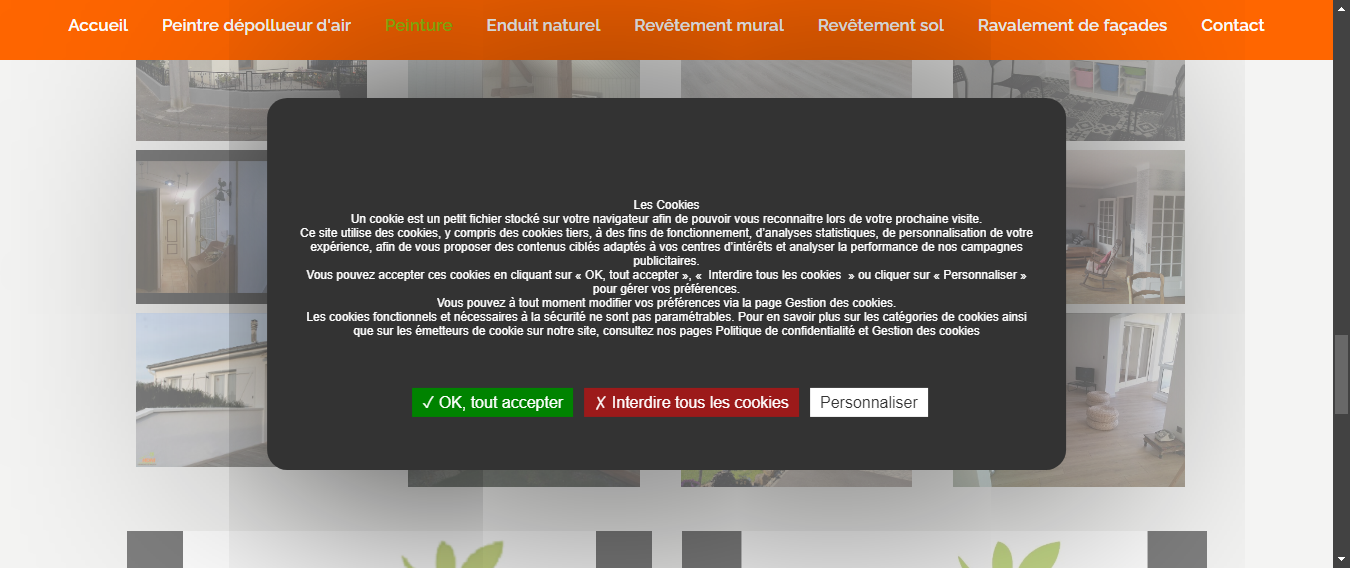 Accueil Peintre dépollueur d'air Peinture Enduit naturel Revêtement mural Revêtement sol Ravalement de façades Contact
Les Cookies
Un cookie est un petit fichier stocké sur votre navigateur afin de pouvoir vous reconnaitre lors de votre prochaine visite.
Ce site utilise des cookies, y compris des cookies tiers, à des fins de fonctionnement, d'analyses statistiques, de personnalisation de votre
expérience, afin de vous proposer des contenus ciblés adaptés à vos centres d'intérêts et analyser la performance de nos campagnes
publicitaires.
Vous pouvez accepter ces cookies en cliquant sur « OK, tout accepter », « Interdire tous les cookies » ou cliquer sur « Personnaliser »
pour gérer vos préférences.
Vous pouvez à tout moment modifier vos préférences via la page Gestion des cookies.
Les cookies fonctionnels et nécessaires à la sécurité ne sont pas paramétrables. Pour en savoir plus sur les catégories de cookies ainsi
que sur les émetteurs de cookie sur notre site, consultez nos pages Politique de confidentialité et Gestion des cookies
✓ OK, tout accepter ✗ Interdire tous les cookies Personnaliser